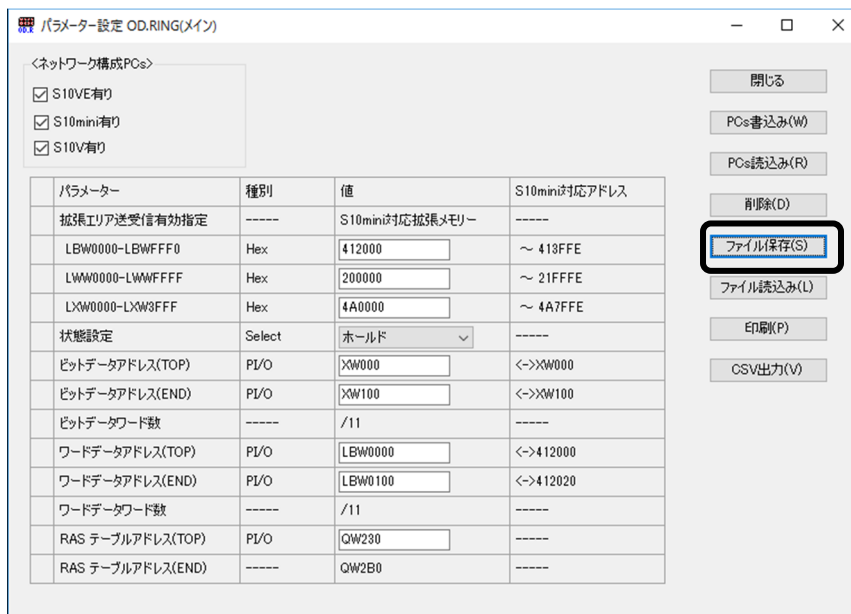 OD.R パラメーター設定 OD.RING(メイン)
<ネットワーク構成PCs>
S10VE有り
S10mini有り
S10V有り
パラメーター 種別 値 S10mini対応アドレス
拡張エリア送受信有効指定 ----- S10mini対応拡張メモリー -----
LBW0000-LBWFFF0 Hex 412000 ～ 413FFE
LWW0000-LWWFFFF Hex 200000 ～ 21FFFE
LXW0000-LXW3FFF Hex 4A0000 ～ 4A7FFE
状態設定 Select ホールド -----
ビットデータアドレス(TOP) PI/O XW000 <->XW000
ビットデータアドレス(END) PI/O XW100 <->XW100
ビットデータワード数 ----- /11 -----
ワードデータアドレス(TOP) PI/O LBW0000 <->412000
ワードデータアドレス(END) PI/O LBW0100 <->412020
ワードデータワード数 ----- /11 -----
RAS テーブルアドレス(TOP) PI/O QW230 -----
RAS テーブルアドレス(END) ----- QW2B0 -----
閉じる
PCs書込み(W)
PCs読込み(R)
削除(D)
ファイル保存(S)
ファイル読込み(L)
印刷(P)
CSV出力(V)